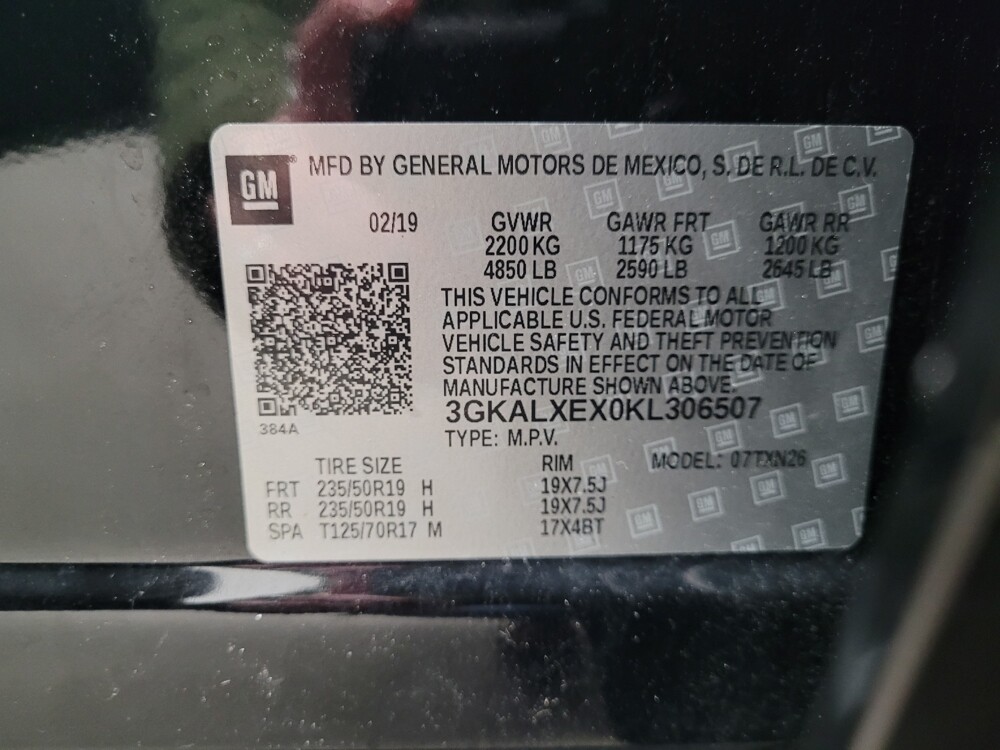 GM® MFD BY GENERAL MOTORS DE MEXICO, S. DE R.L. DE C.V.
02/19 GVWR GAWR FRT GAWR RR
2200 KG 1175 KG 1200 KG
4850 LB 2590 LB 2645 LB
THIS VEHICLE CONFORMS TO ALL
APPLICABLE U.S. FEDERAL MOTOR
VEHICLE SAFETY AND THEFT PREVENTION
STANDARDS IN EFFECT ON THE DATE OF
MANUFACTURE SHOWN ABOVE.
3GKALXEX0KL306507
384A
TYPE: M.P.V.
TIRE SIZE RIM MODEL: 07TXN26
FRT 235/50R19 H 19X7.5J
RR 235/50R19 H 19X7.5J
SPA T125/70R17 M 17X4BT